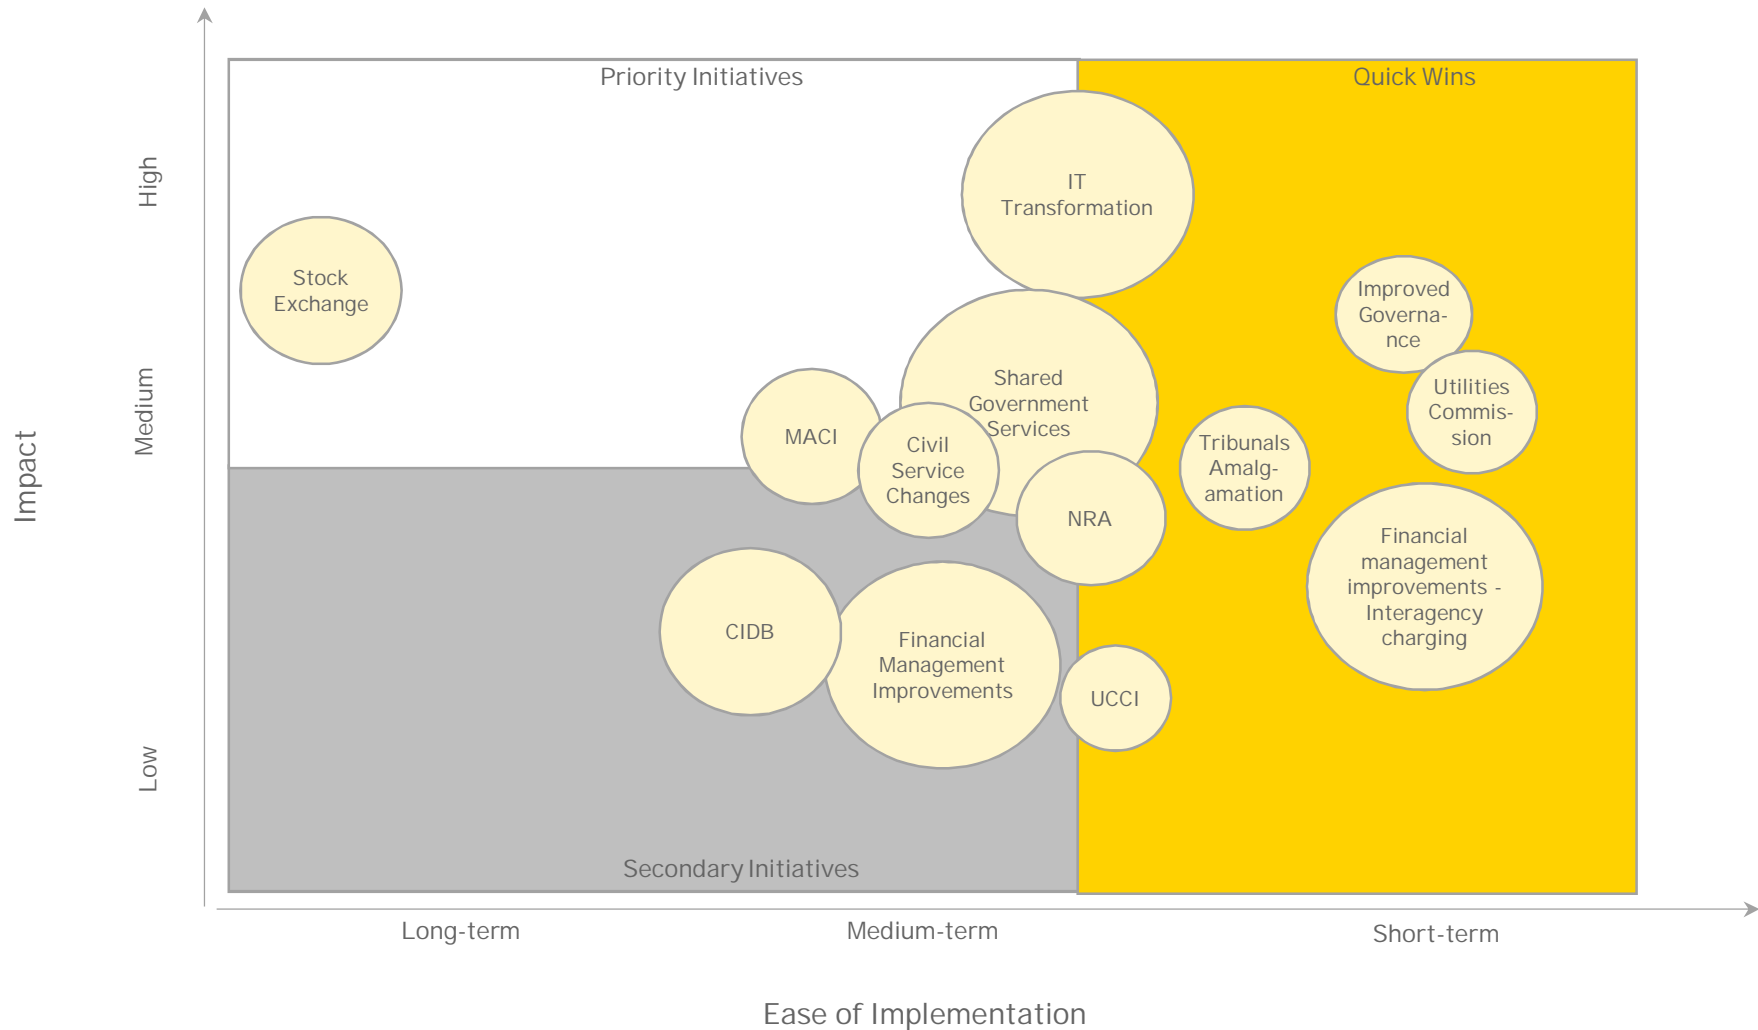 Priority Initiatives
Quick Wins
High
IT
Transformation
Stock
Exchange
Improved
Governa-
nce
Medium
Shared
Government
Services
Utilities
Commis-
sion
MACI
Civil
Service
Changes
Tribunals
Amalg-
amation
Impact
NRA
Financial
management
improvements -
Interagency
charging
CIDB
Financial
Management
Improvements
UCCI
Low
Secondary Initiatives
Long-term
Medium-term
Short-term
Ease of Implementation